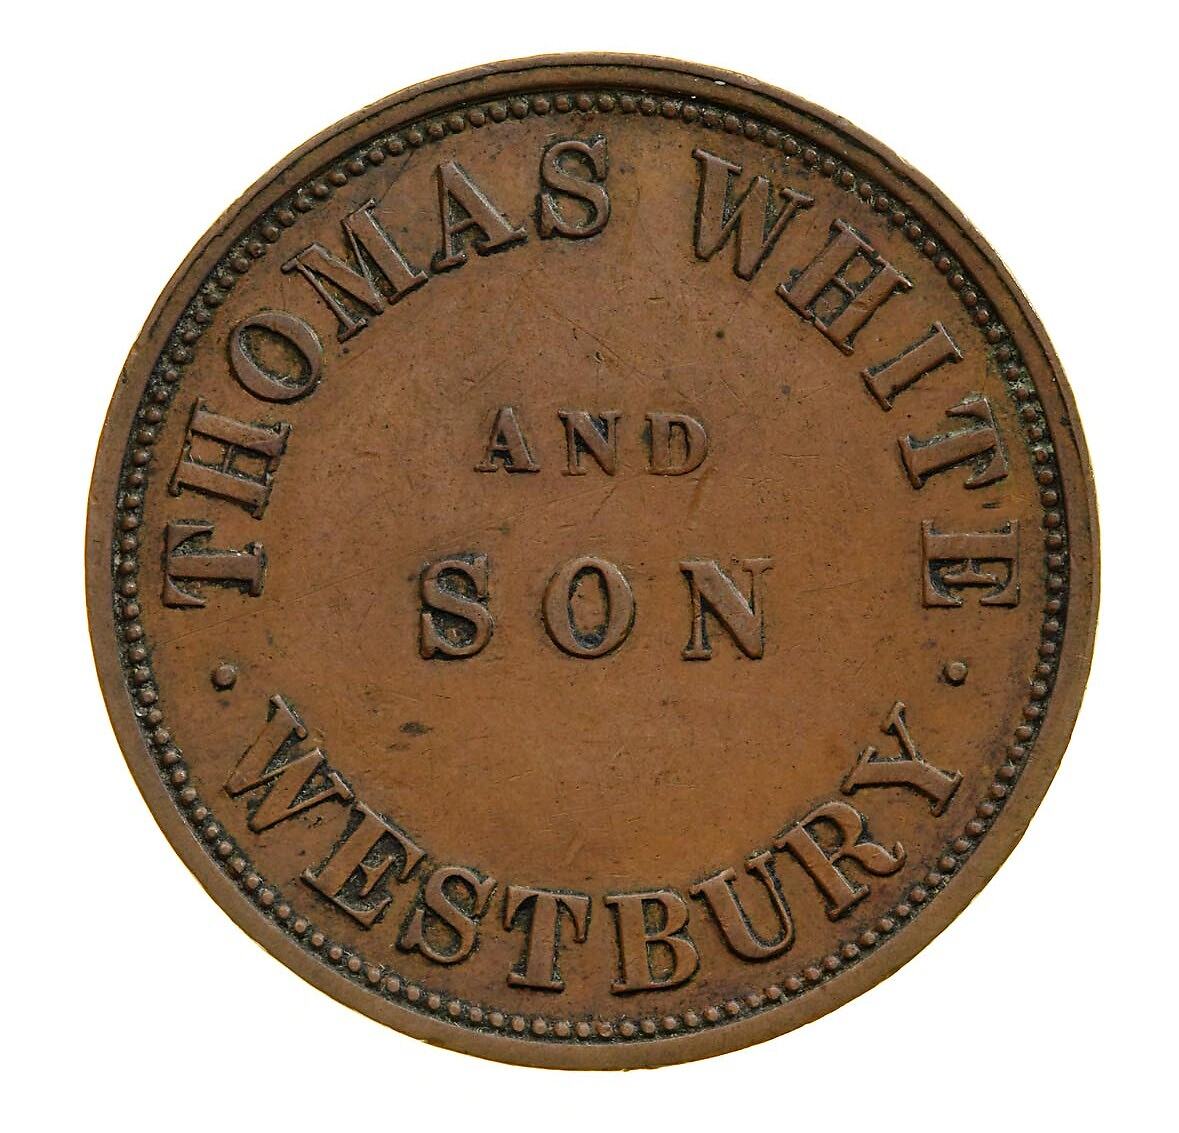 THOMAS WHITE
AND
SON
· WESTBURY ·